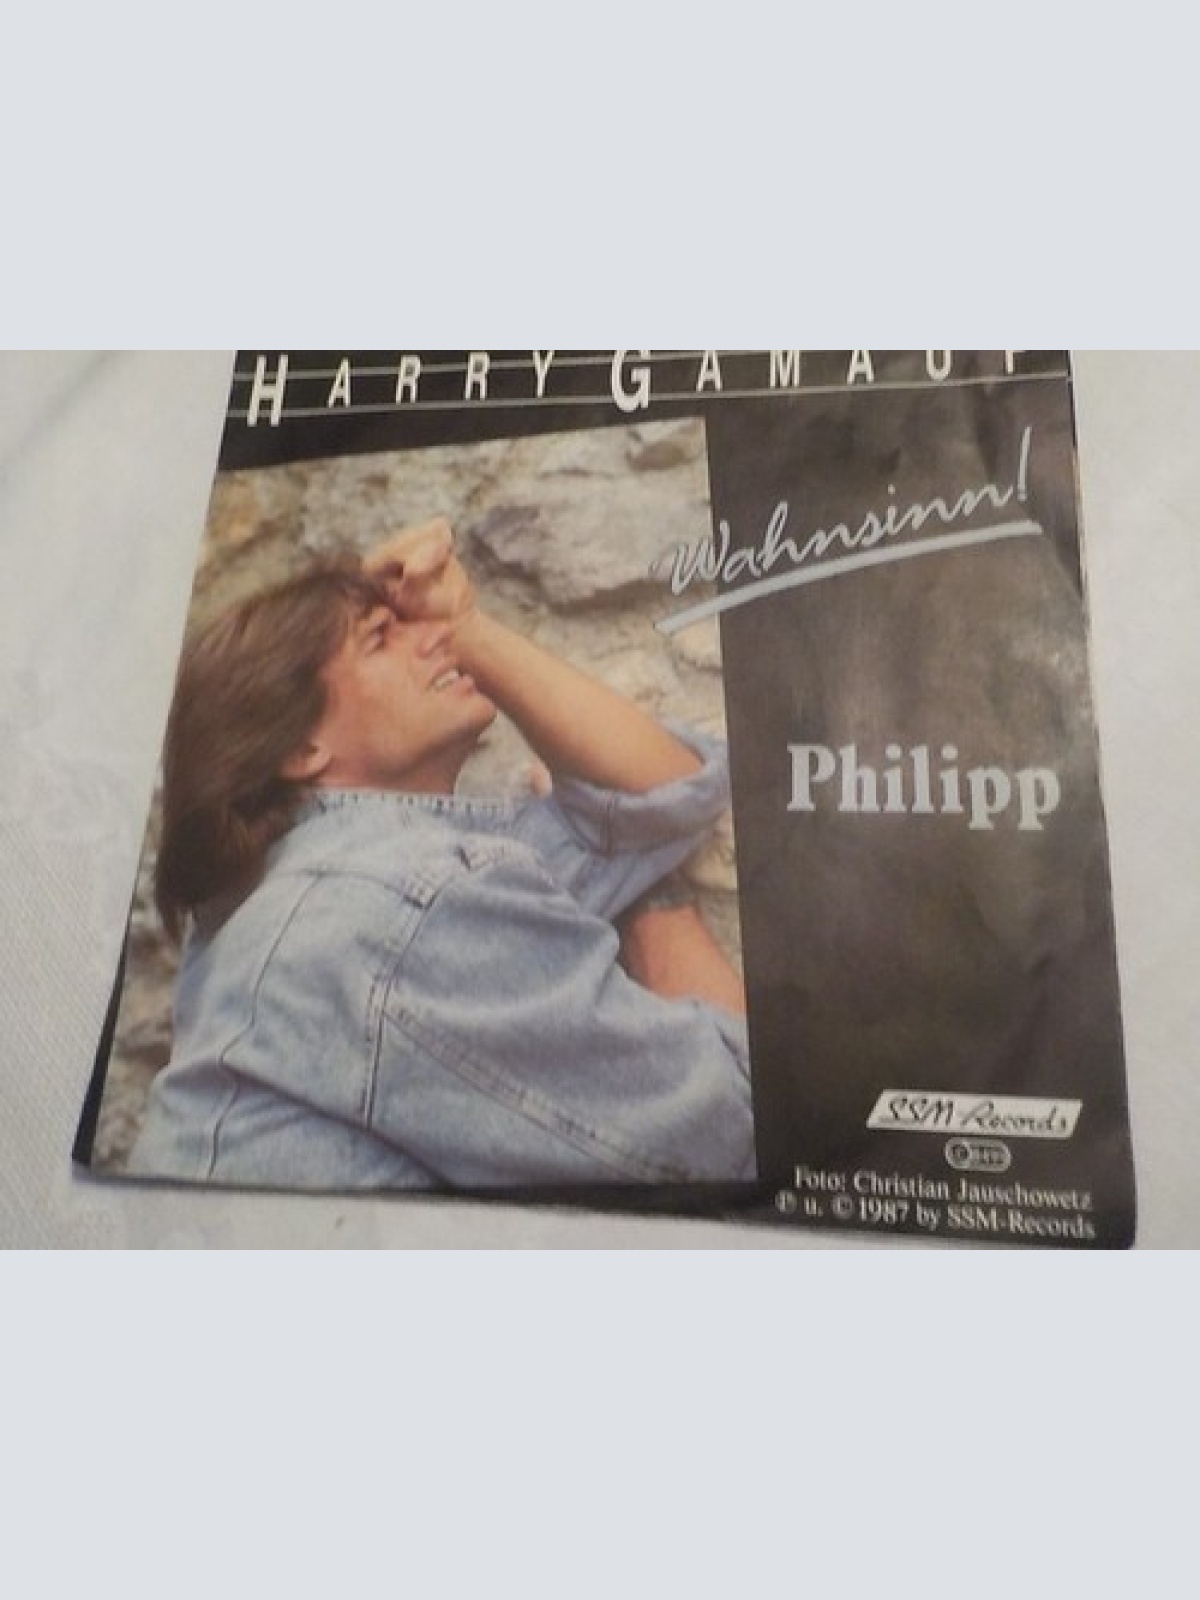 HARRY GAMAUF
Wahnsinn!
Philipp
SSM Records
Foto: Christian Jauschowetz
℗ u. © 1987 by SSM-Records